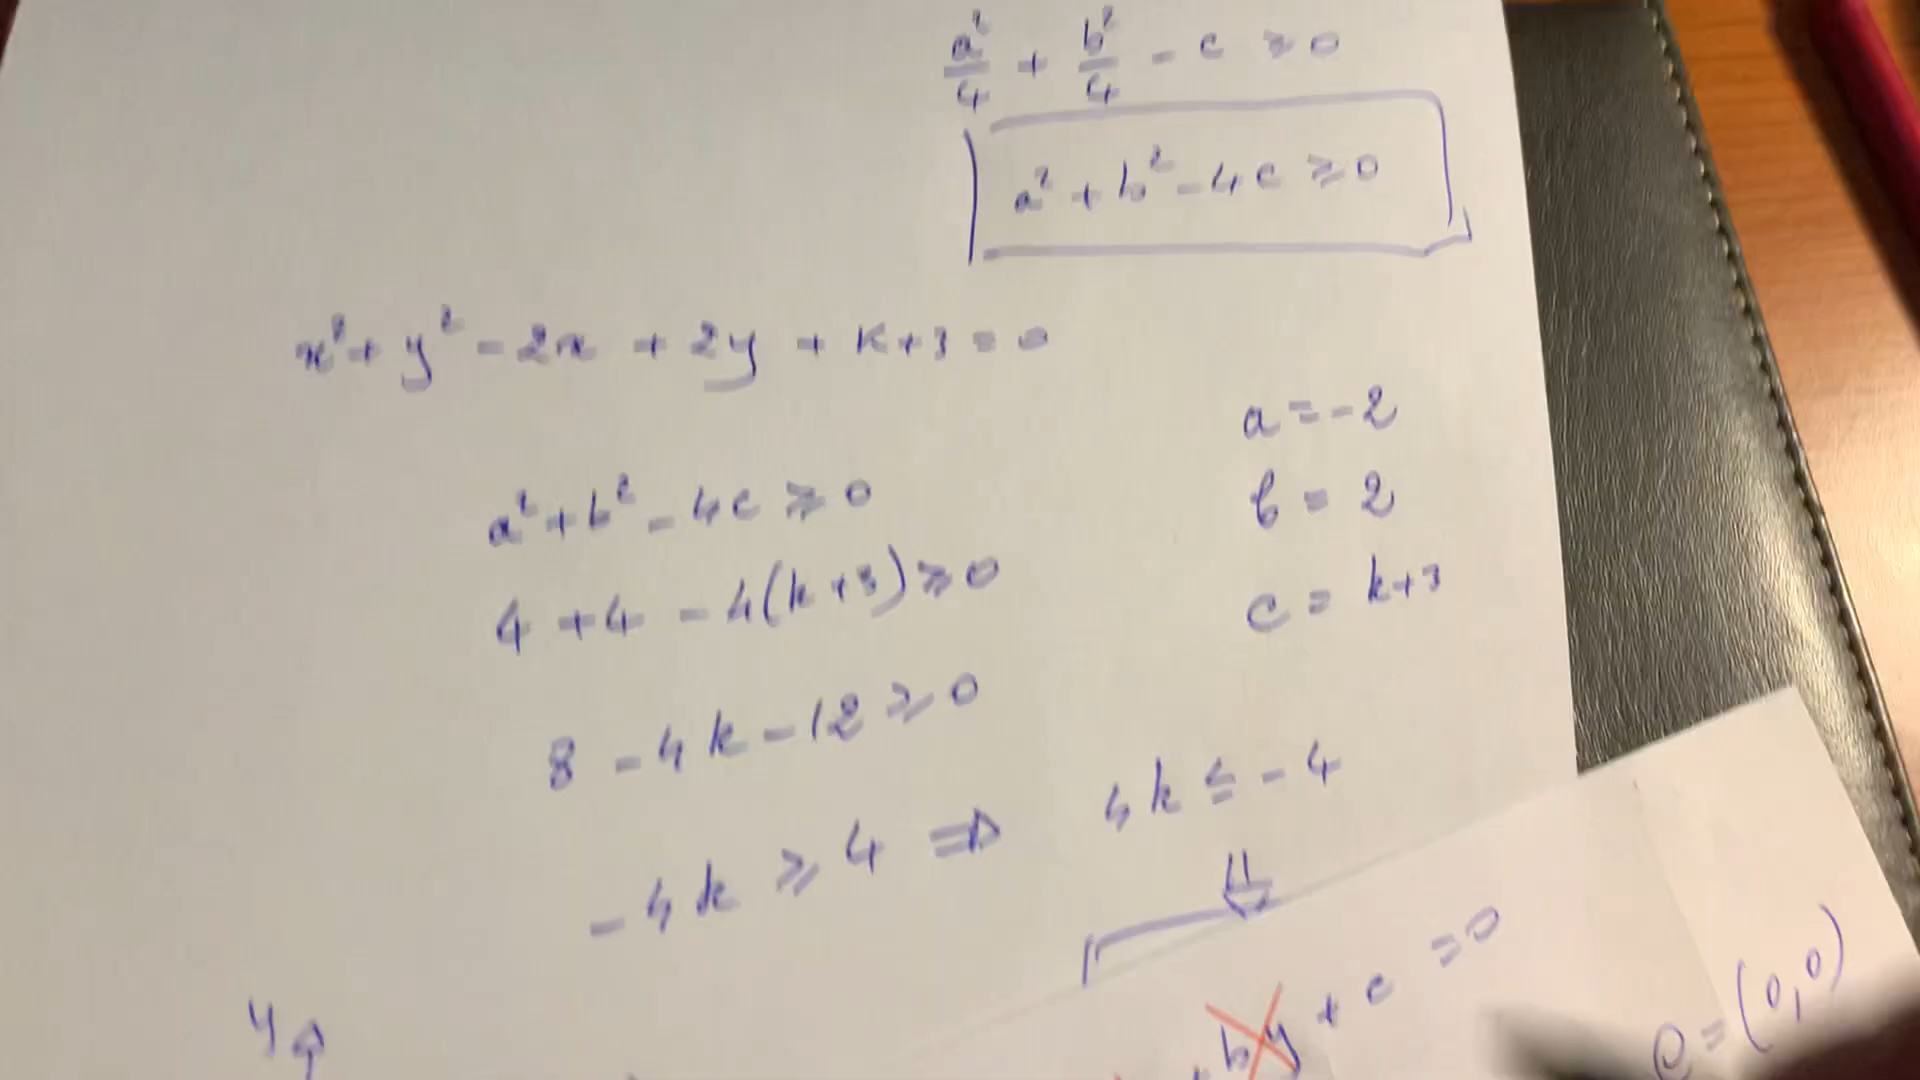 a²/4 + b²/4 - c ≥ 0
a² + b² - 4c ≥ 0
x² + y² - 2x + 2y + k+3 = 0
a = -2
a² + b² - 4c ≥ 0
b = 2
4 + 4 - 4(k+3) ≥ 0
c = k+3
8 - 4k - 12 ≥ 0
-4k ≥ 4 ⇒ 4k ≤ -4
⇓
by + c = 0
C = (0,0)
y